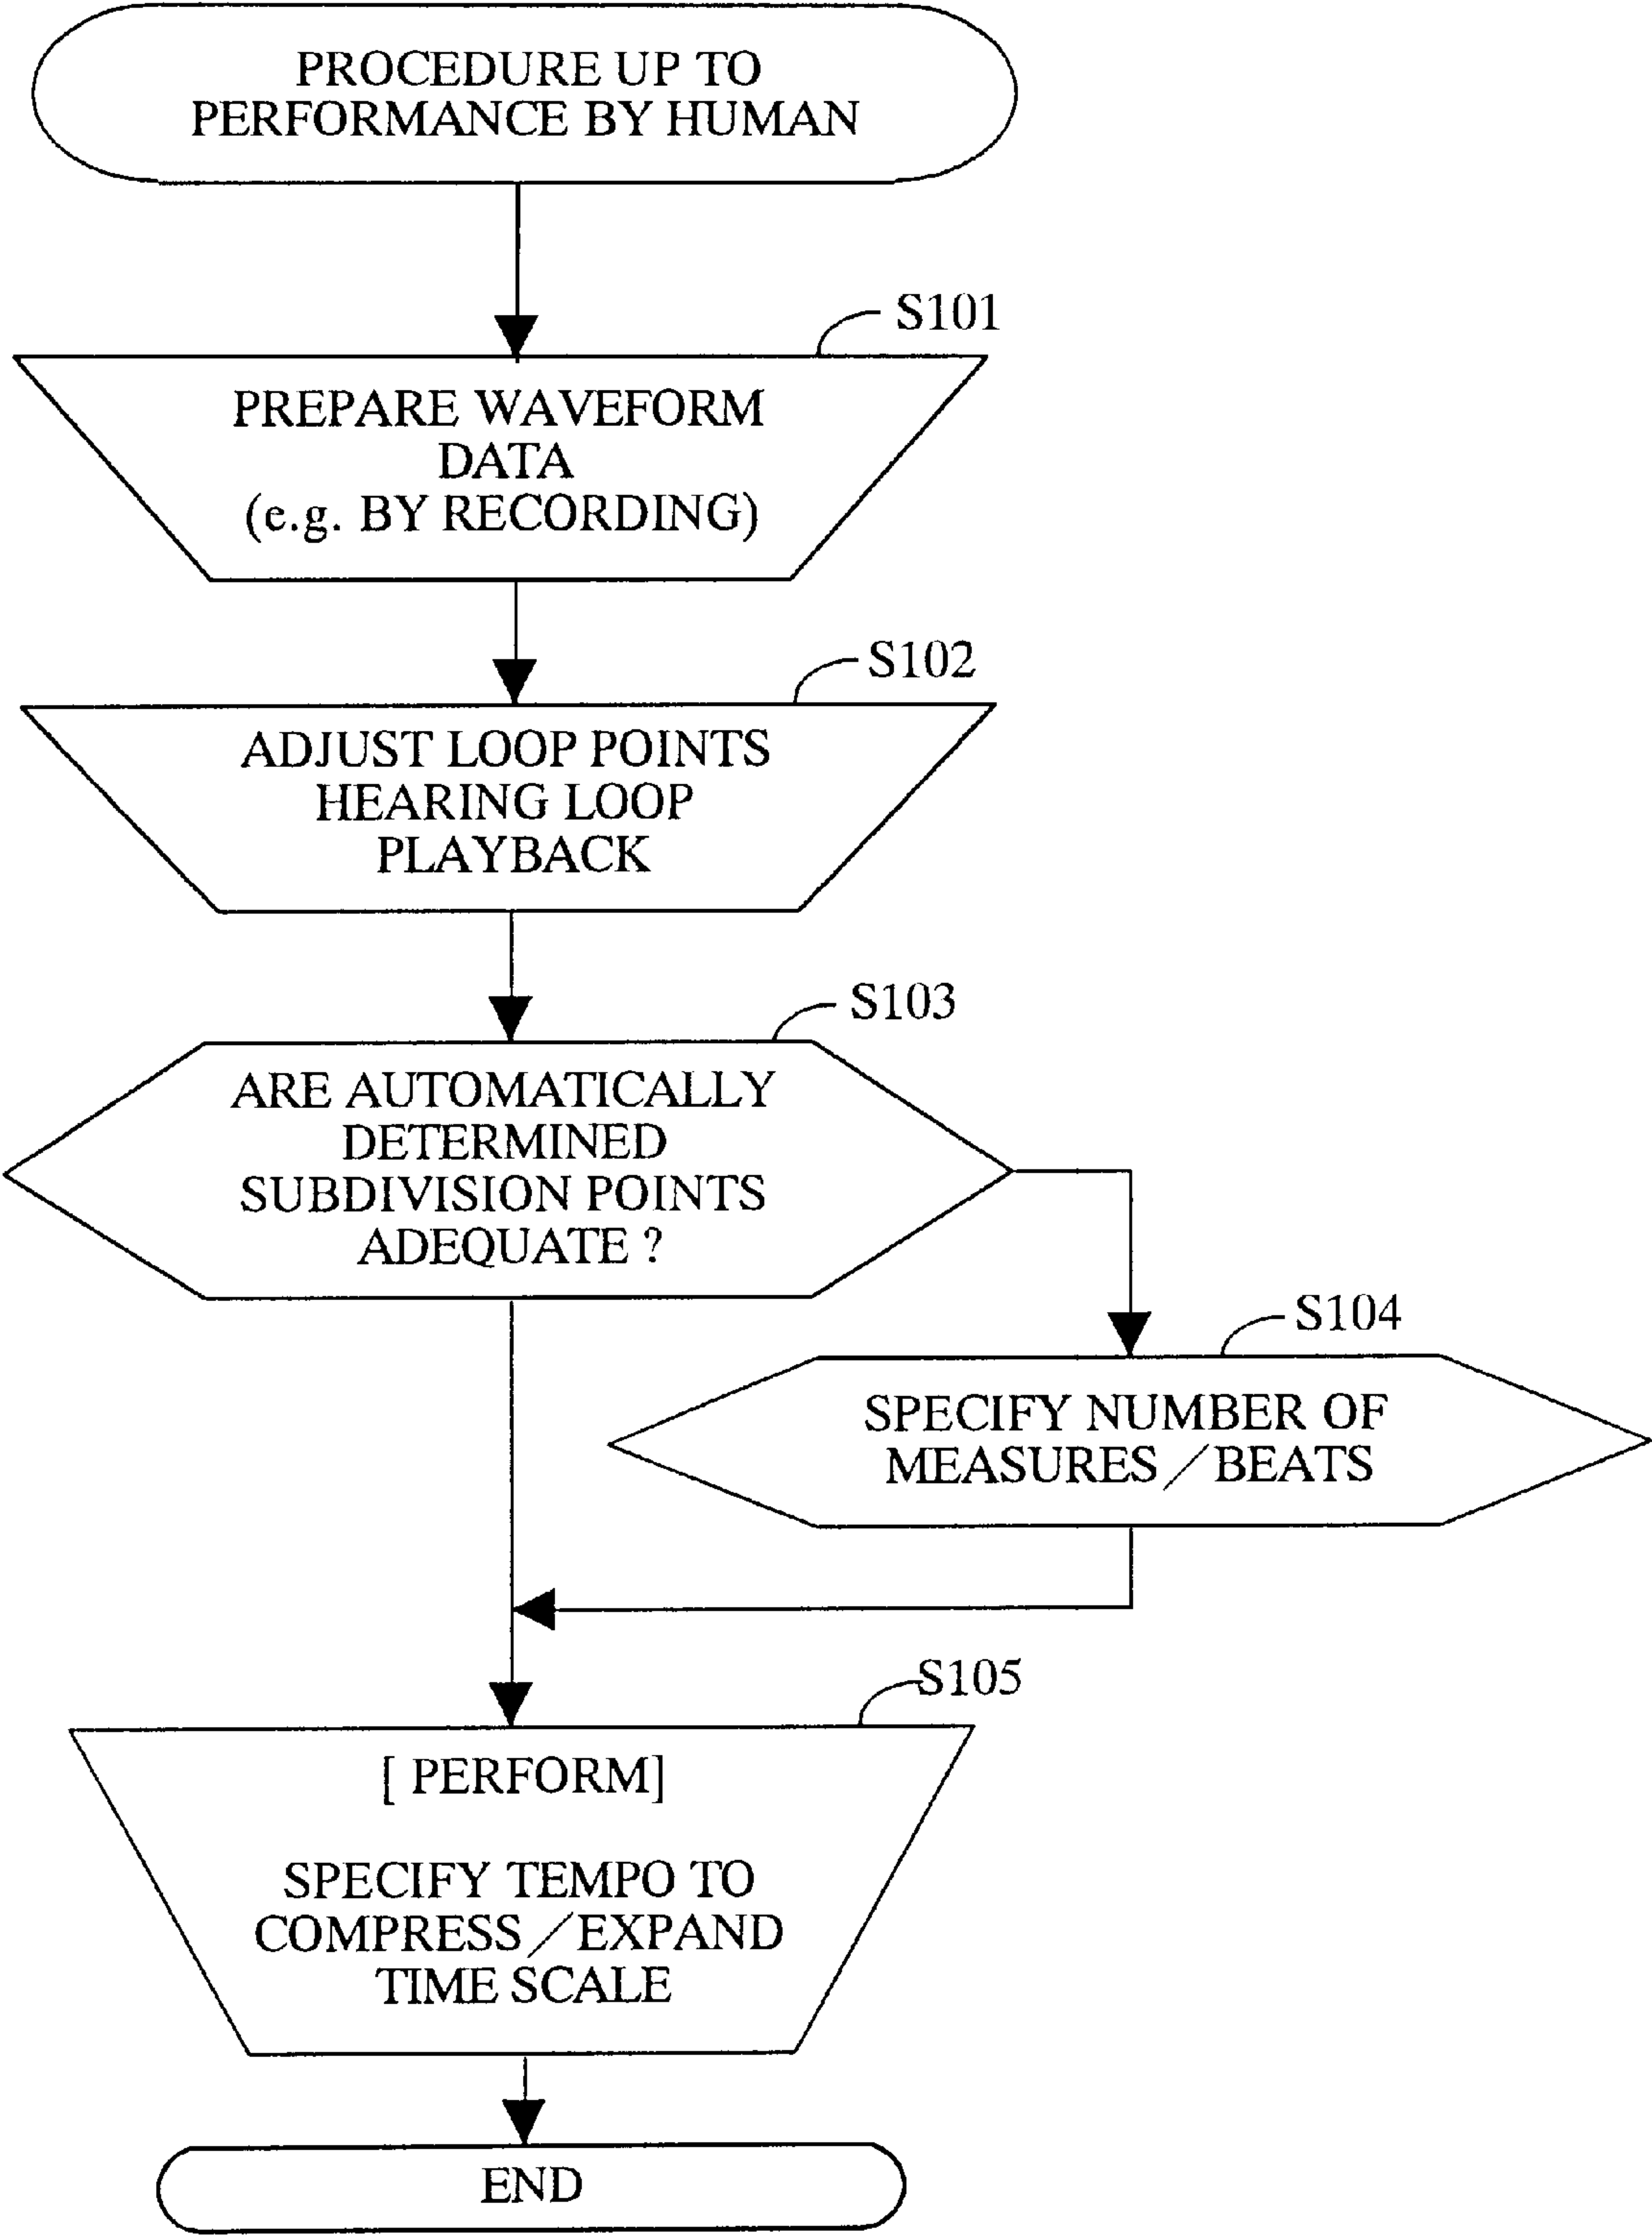 PROCEDURE UP TO
PERFORMANCE BY HUMAN
S101
PREPARE WAVEFORM
DATA
(e.g. BY RECORDING)
S102
ADJUST LOOP POINTS
HEARING LOOP
PLAYBACK
S103
ARE AUTOMATICALLY
DETERMINED
SUBDIVISION POINTS
ADEQUATE ?
S104
SPECIFY NUMBER OF
MEASURES/BEATS
S105
[ PERFORM]
SPECIFY TEMPO TO
COMPRESS/EXPAND
TIME SCALE
END